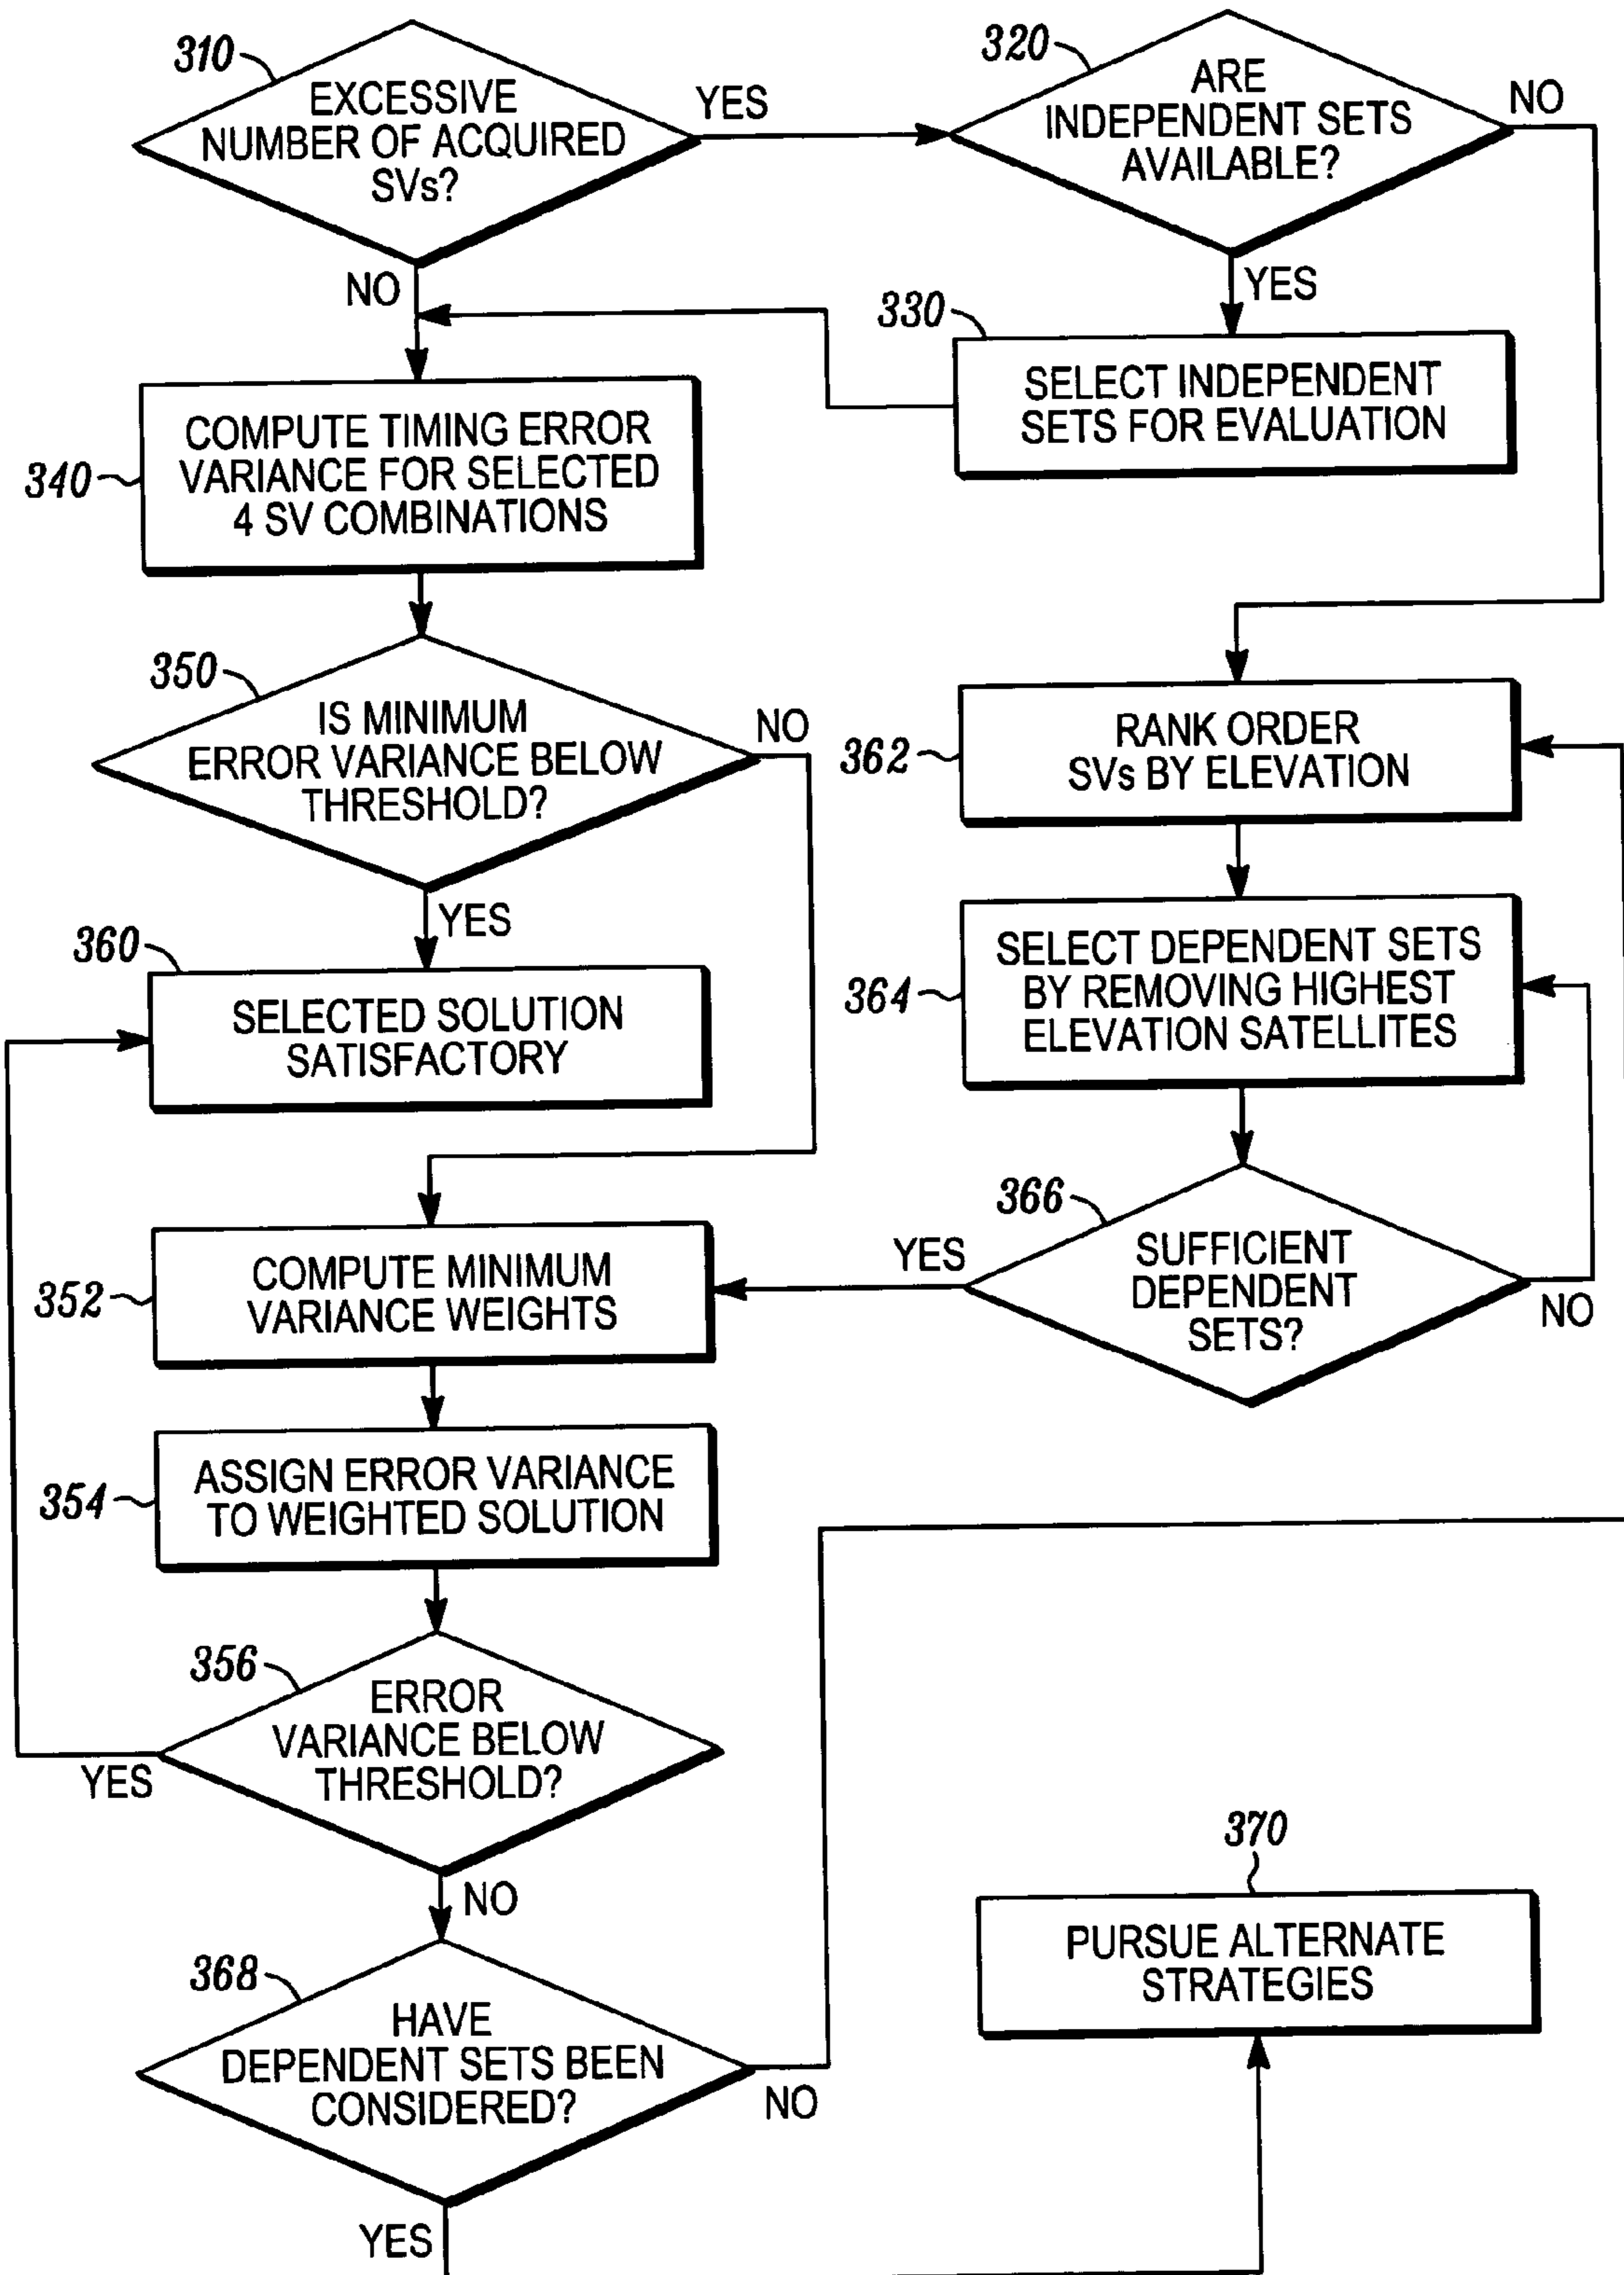 310
EXCESSIVE
NUMBER OF ACQUIRED
SVs?
YES
NO
320
ARE
INDEPENDENT SETS
AVAILABLE?
NO
YES
330
SELECT INDEPENDENT
SETS FOR EVALUATION
340
COMPUTE TIMING ERROR
VARIANCE FOR SELECTED
4 SV COMBINATIONS
350
IS MINIMUM
ERROR VARIANCE BELOW
THRESHOLD?
NO
YES
360
SELECTED SOLUTION
SATISFACTORY
362
RANK ORDER
SVs BY ELEVATION
364
SELECT DEPENDENT SETS
BY REMOVING HIGHEST
ELEVATION SATELLITES
366
SUFFICIENT
DEPENDENT
SETS?
YES
NO
352
COMPUTE MINIMUM
VARIANCE WEIGHTS
354
ASSIGN ERROR VARIANCE
TO WEIGHTED SOLUTION
356
ERROR
VARIANCE BELOW
THRESHOLD?
YES
NO
368
HAVE
DEPENDENT SETS BEEN
CONSIDERED?
NO
YES
370
PURSUE ALTERNATE
STRATEGIES